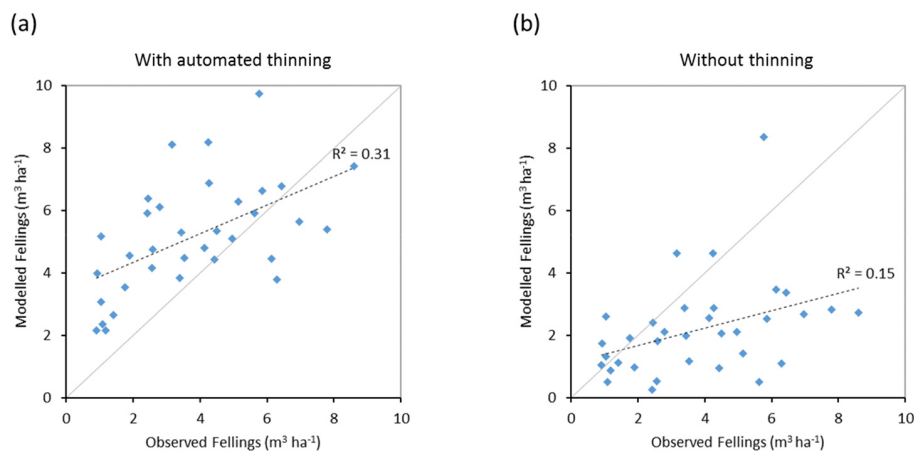 (a)
With automated thinning
10
8
6
4
2
0
Modelled Fellings (m³ ha⁻¹)
R² = 0.31
0 2 4 6 8 10
Observed Fellings (m³ ha⁻¹)
(b)
Without thinning
10
8
6
4
2
0
Modelled Fellings (m³ ha⁻¹)
R² = 0.15
0 2 4 6 8 10
Observed Fellings (m³ ha⁻¹)